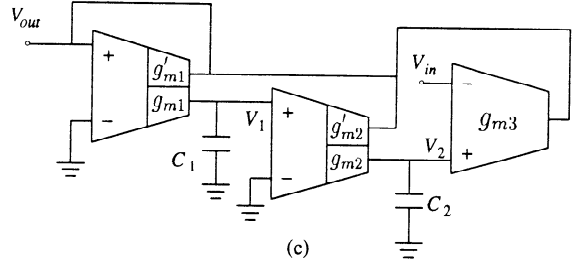 V_out
+
g'_m1
g_m1
−
C_1
V_1
+
g'_m2
g_m2
−
V_in
−
g_m3
V_2
+
C_2
(c)